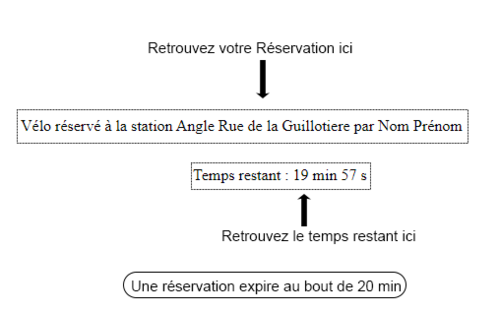 Retrouvez votre Réservation ici
Vélo réservé à la station Angle Rue de la Guillotiere par Nom Prénom
Temps restant : 19 min 57 s
Retrouvez le temps restant ici
Une réservation expire au bout de 20 min